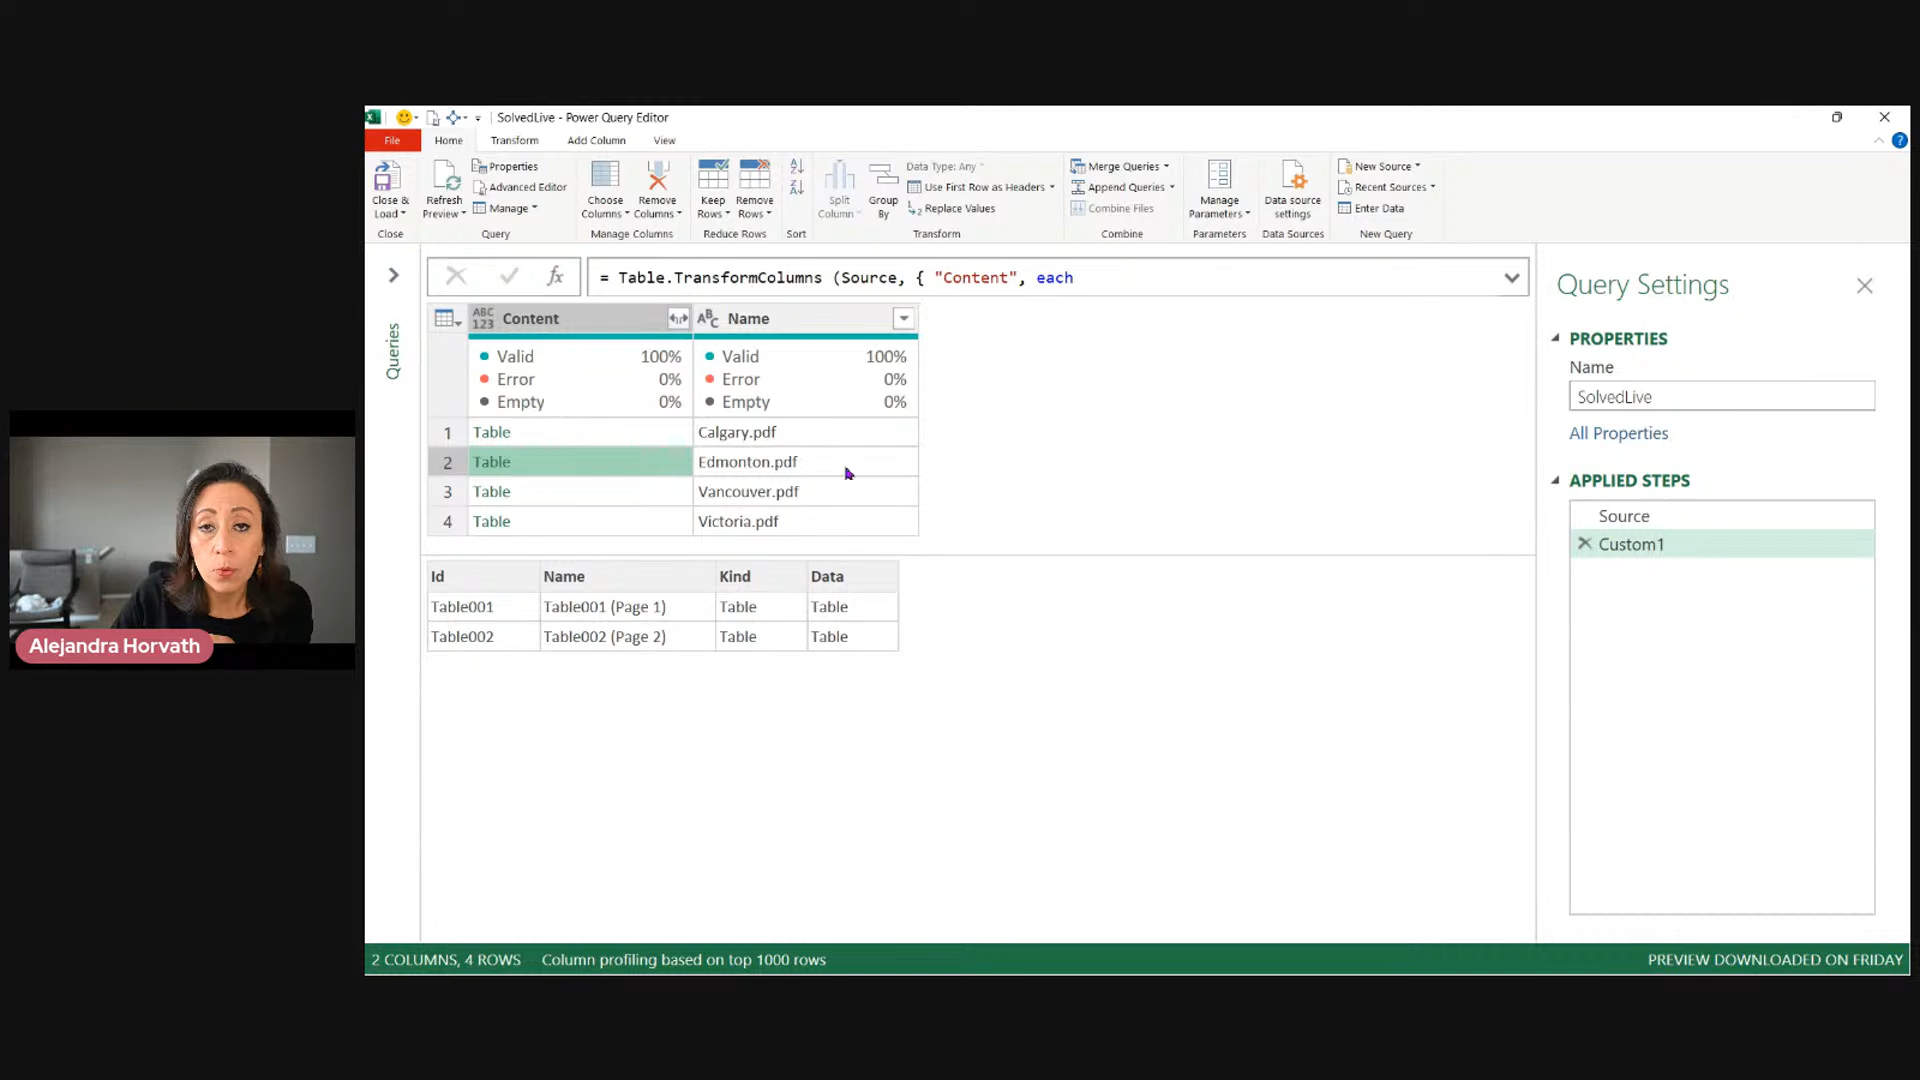 SolvedLive - Power Query Editor
File Home Transform Add Column View
Close & Load
Close
Refresh Preview
Properties
Advanced Editor
Manage
Query
Choose Columns
Remove Columns
Manage Columns
Keep Rows
Remove Rows
Reduce Rows
Sort
Split Column
Group By
Data Type: Any
Use First Row as Headers
Replace Values
Transform
Merge Queries
Append Queries
Combine Files
Combine
Manage Parameters
Parameters
Data source settings
Data Sources
New Source
Recent Sources
Enter Data
New Query
= Table.TransformColumns (Source, { "Content", each
Queries
ABC 123 Content ABC Name
Valid 100% Valid 100%
Error 0% Error 0%
Empty 0% Empty 0%
1 Table Calgary.pdf
2 Table Edmonton.pdf
3 Table Vancouver.pdf
4 Table Victoria.pdf
Id Name Kind Data
Table001 Table001 (Page 1) Table Table
Table002 Table002 (Page 2) Table Table
Query Settings
PROPERTIES
Name
SolvedLive
All Properties
APPLIED STEPS
Source
Custom1
2 COLUMNS, 4 ROWS Column profiling based on top 1000 rows
PREVIEW DOWNLOADED ON FRIDAY
Alejandra Horvath